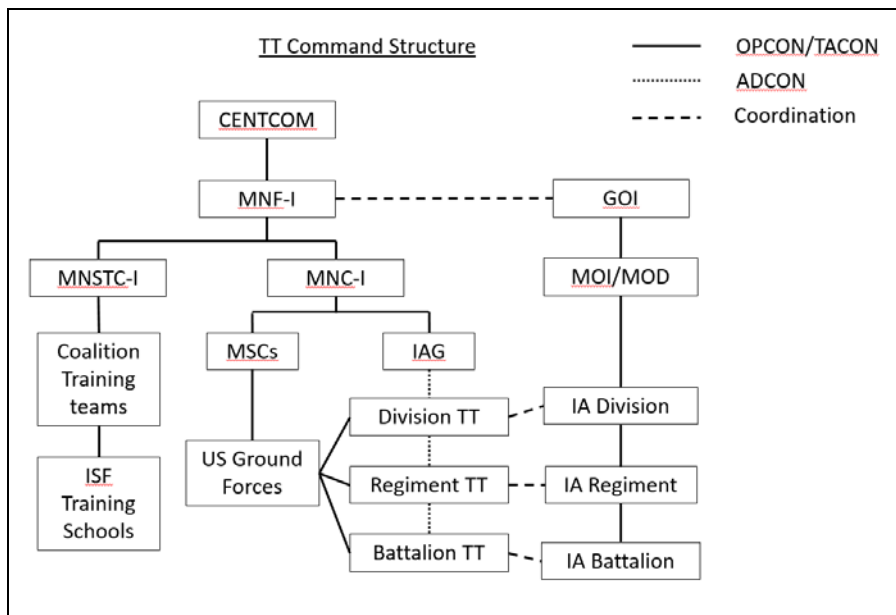 TT Command Structure
OPCON/TACON
ADCON
Coordination
CENTCOM
MNF-I
GOI
MNSTC-I
MNC-I
MOI/MOD
Coalition
Training
teams
MSCs
IAG
Division TT
IA Division
US Ground
Forces
Regiment TT
IA Regiment
ISF
Training
Schools
Battalion TT
IA Battalion